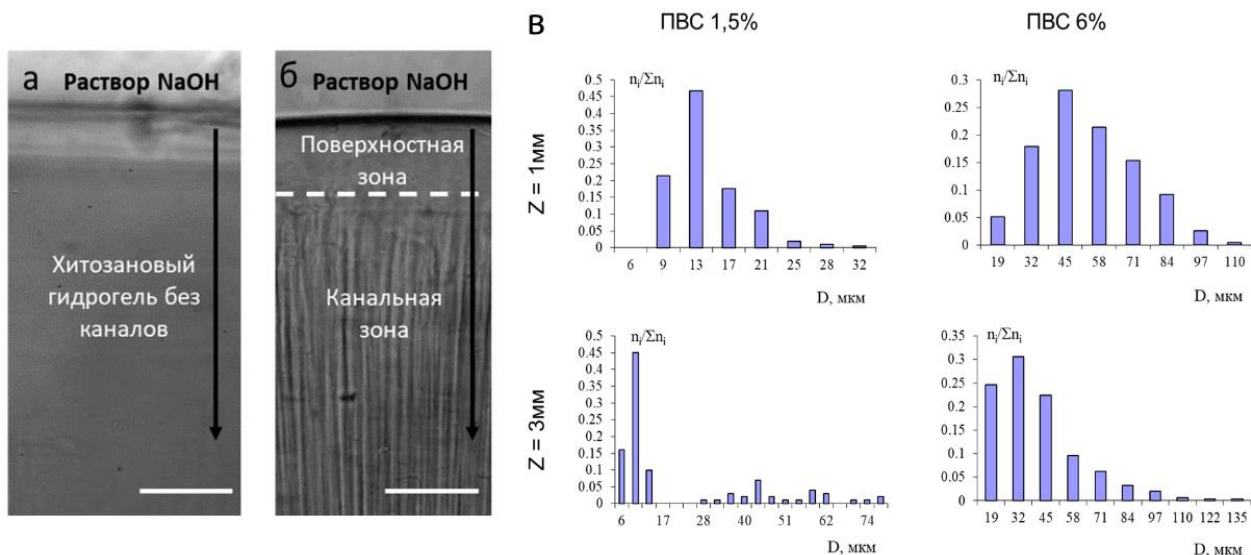 а
Раствор NaOH
Хитозановый
гидрогель без
каналов
б
Раствор NaOH
Поверхностная
зона
Канальная
зона
В
ПВС 1,5%
ПВС 6%
Z = 1мм
nᵢ/Σnᵢ
0.5
0.45
0.4
0.35
0.3
0.25
0.2
0.15
0.1
0.05
0
6 9 13 17 21 25 28 32
D, мкм
nᵢ/Σnᵢ
0.3
0.25
0.2
0.15
0.1
0.05
0
19 32 45 58 71 84 97 110
D, мкм
Z = 3мм
nᵢ/Σnᵢ
0.5
0.45
0.4
0.35
0.3
0.25
0.2
0.15
0.1
0.05
0
6 17 28 40 51 62 74
D, мкм
nᵢ/Σnᵢ
0.35
0.3
0.25
0.2
0.15
0.1
0.05
0
19 32 45 58 71 84 97 110 122 135
D, мкм